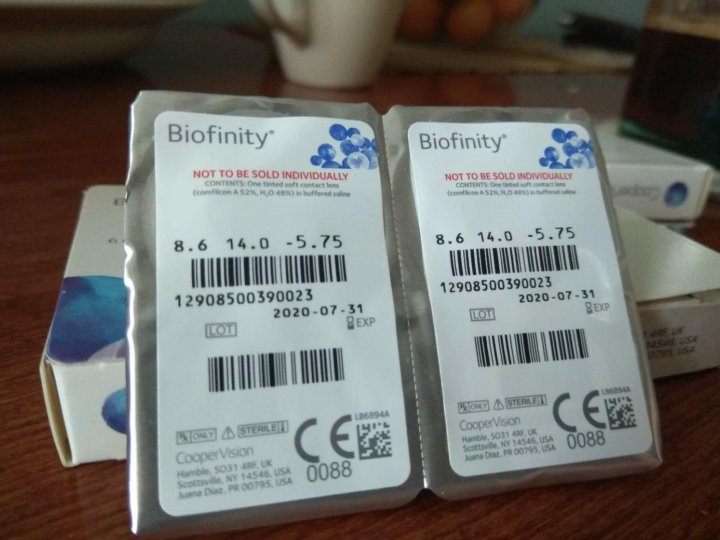 Biofinity®
NOT TO BE SOLD INDIVIDUALLY
CONTENTS: One tinted soft contact lens
(comfilcon A 52%, H₂O 48%) in buffered saline
8.6 14.0 -5.75
12908500390023
2020-07-31
LOT
EXP
LB6894A
Rx ONLY
STERILE
CE
0088
CooperVision
Hamble, SO31 4RF, UK
Scottsville, NY 14546, USA
Juana Diaz, PR 00795, USA
Biofinity®
NOT TO BE SOLD INDIVIDUALLY
CONTENTS: One tinted soft contact lens
(comfilcon A 52%, H₂O 48%) in buffered saline
8.6 14.0 -5.75
12908500390023
2020-07-31
LOT
EXP
LB6894A
Rx ONLY
STERILE
CE
0088
CooperVision
Hamble, SO31 4RF, UK
Scottsville, NY 14546, USA
Juana Diaz, PR 00795, USA
4RF, UK
14546, USA
00795, USA